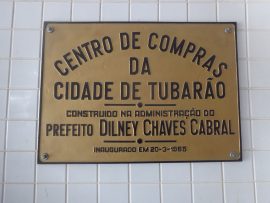 CENTRO DE COMPRAS
DA
CIDADE DE TUBARÃO
CONSTRUIDO NA ADMINISTRAÇÃO DO
PREFEITO DILNEY CHAVES CABRAL
INAUGURADO EM 20-3-1965